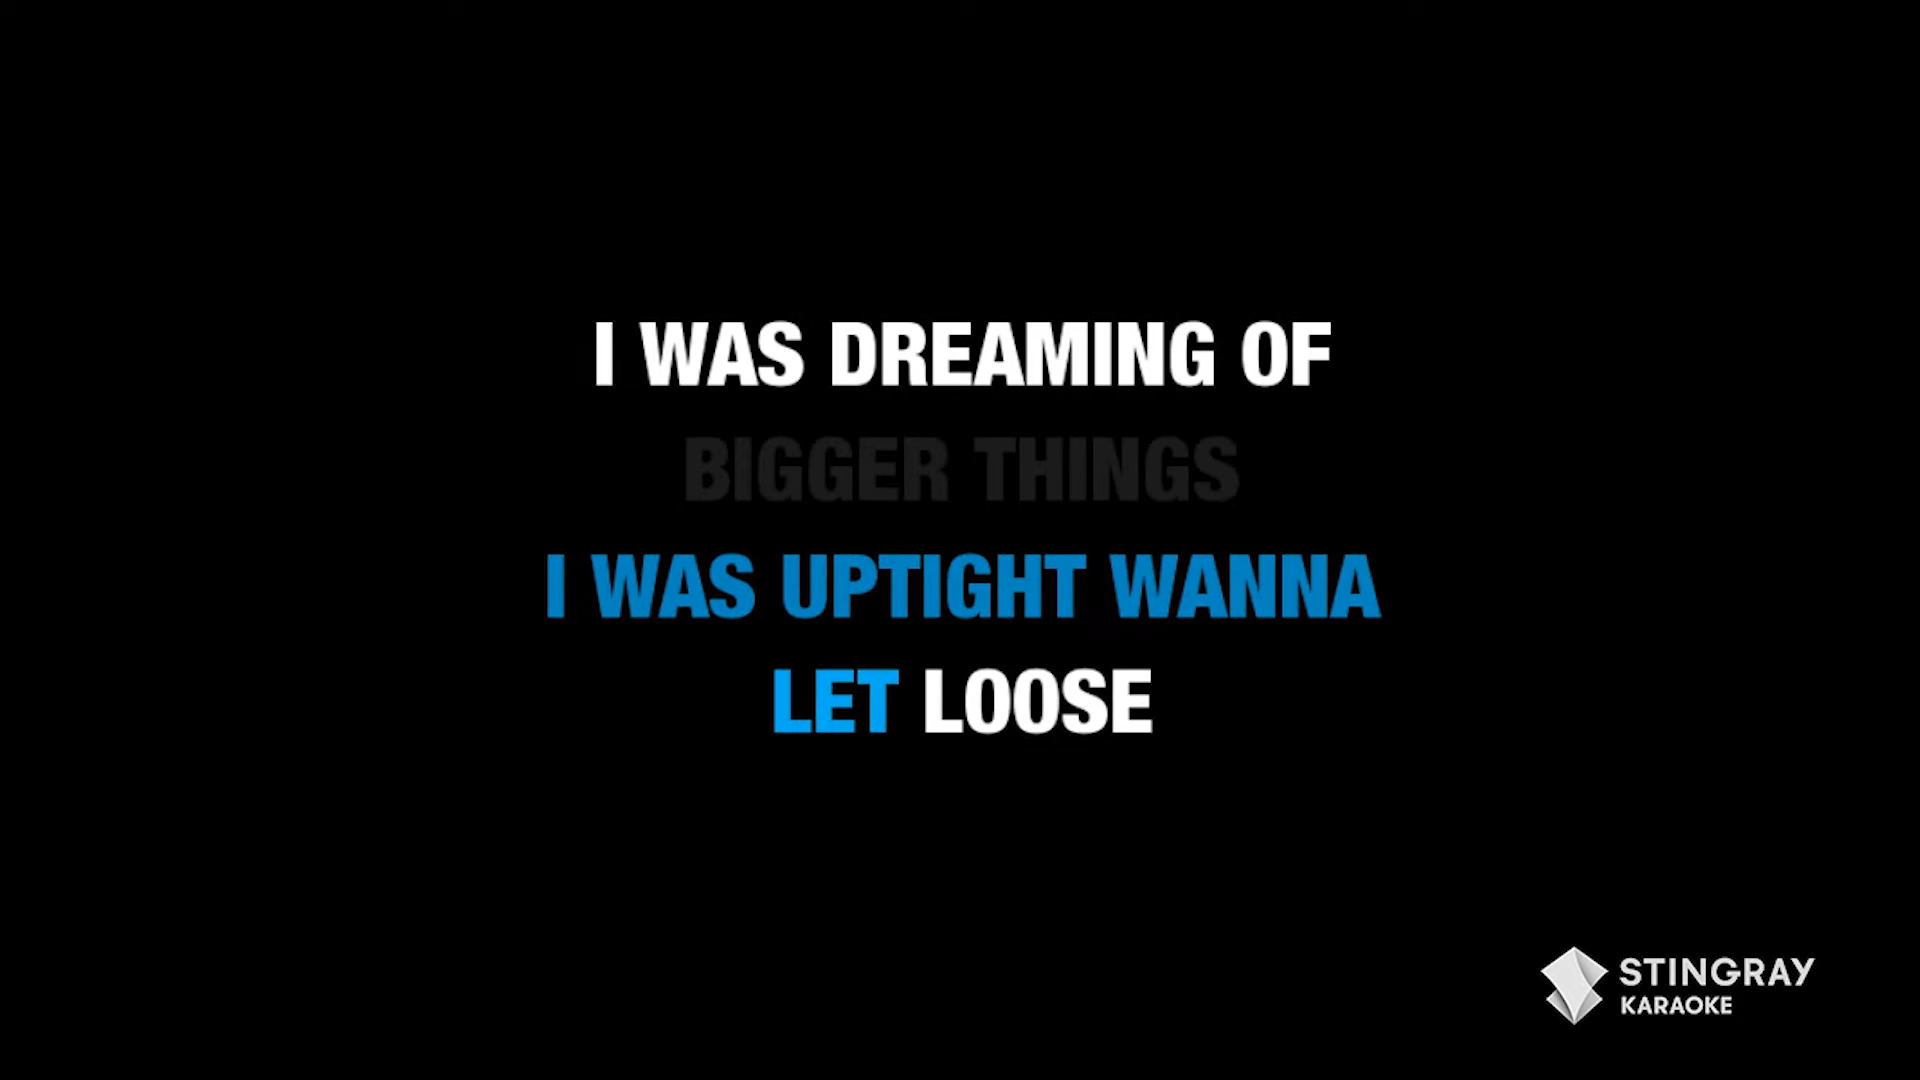 I WAS DREAMING OF
BIGGER THINGS
I WAS UPTIGHT WANNA
LET LOOSE
STINGRAY
KARAOKE